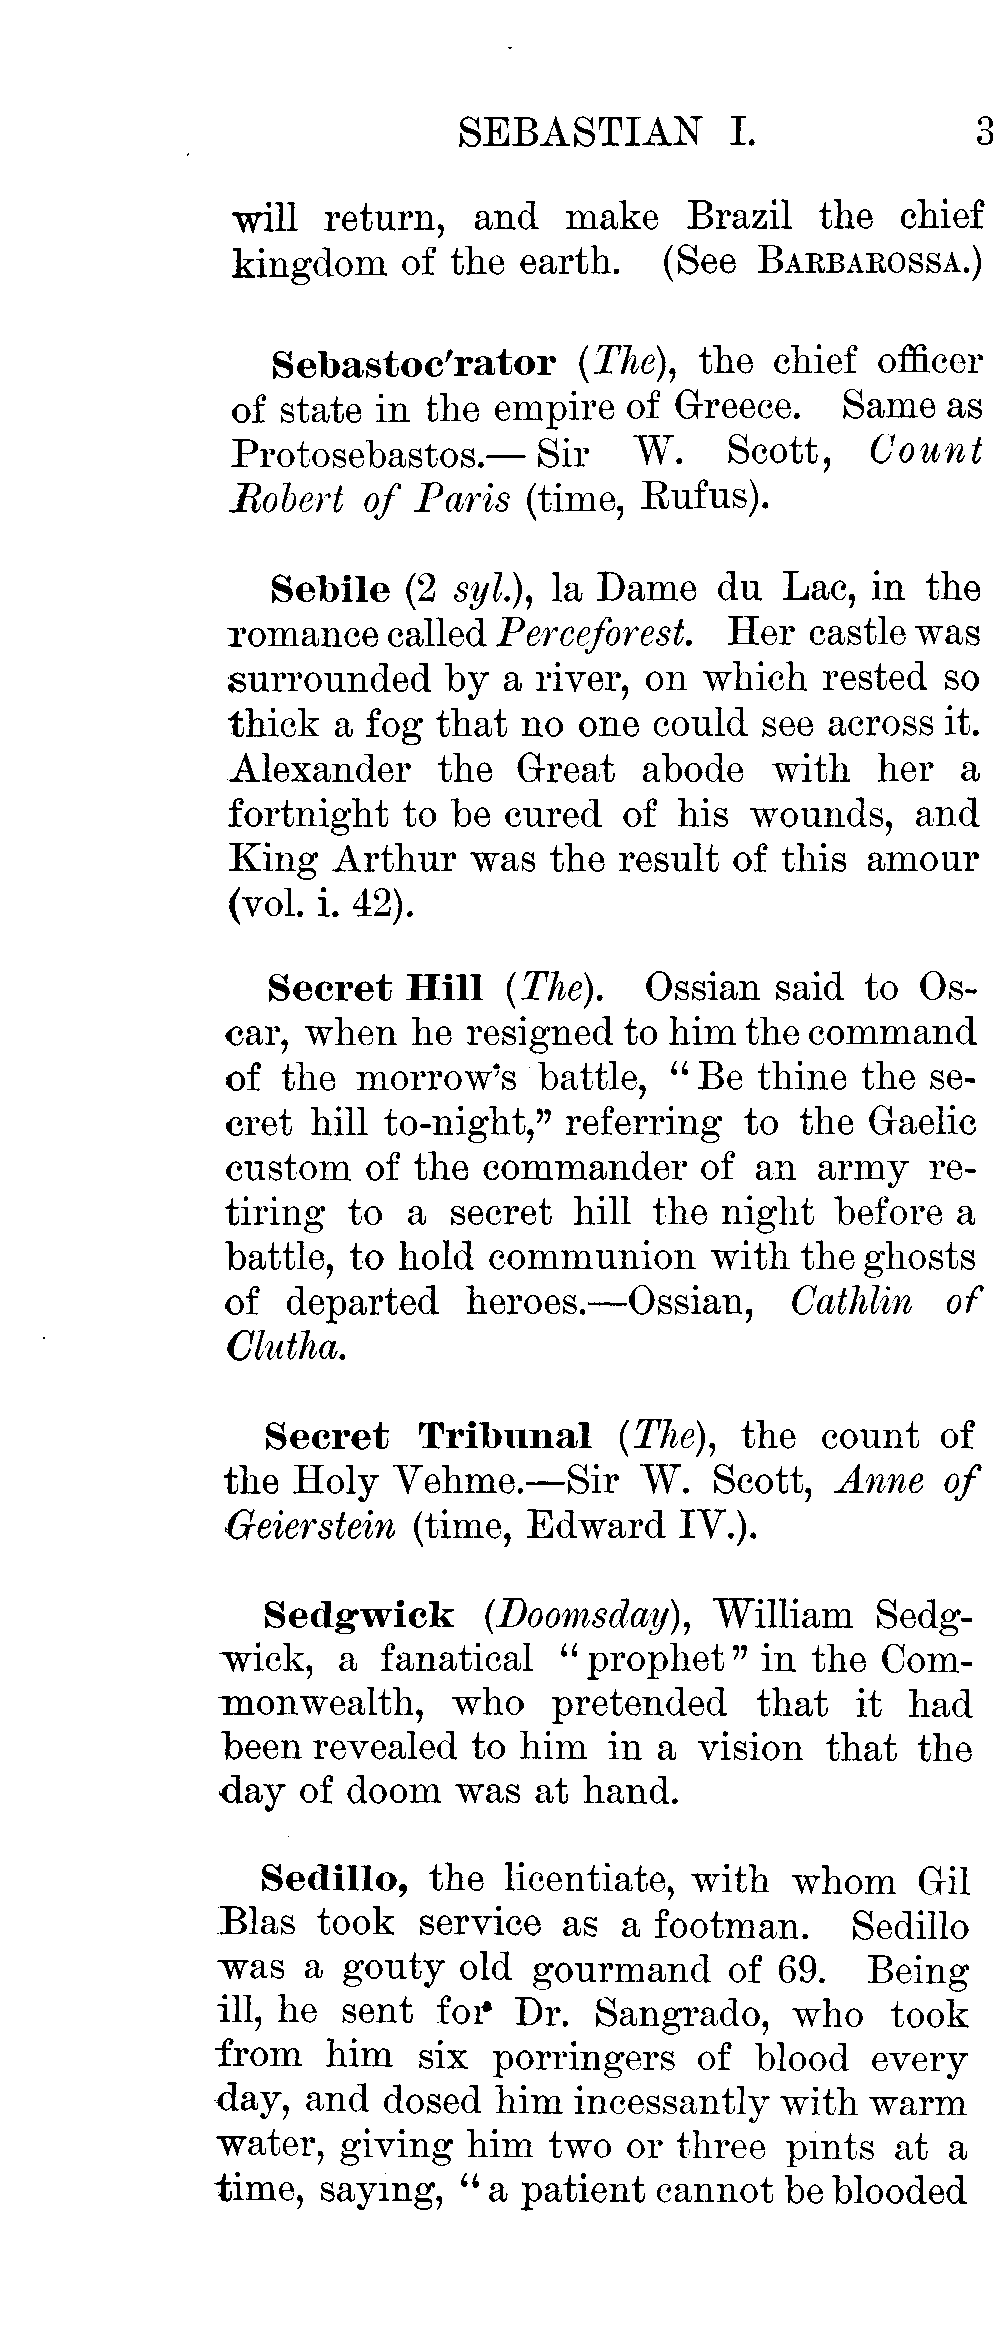 SEBASTIAN I. 3
will return, and make Brazil the chief
kingdom of the earth. (See BARBAROSSA.)
Sebastoc'rator (The), the chief officer
of state in the empire of Greece. Same as
Protosebastos.— Sir W. Scott, Count
Robert of Paris (time, Rufus).
Sebile (2 syl.), la Dame du Lac, in the
romance called Perceforest. Her castle was
surrounded by a river, on which rested so
thick a fog that no one could see across it.
Alexander the Great abode with her a
fortnight to be cured of his wounds, and
King Arthur was the result of this amour
(vol. i. 42).
Secret Hill (The). Ossian said to Os-
car, when he resigned to him the command
of the morrow's battle, "Be thine the se-
cret hill to-night," referring to the Gaelic
custom of the commander of an army re-
tiring to a secret hill the night before a
battle, to hold communion with the ghosts
of departed heroes.—Ossian, Cathlin of
Clutha.
Secret Tribunal (The), the count of
the Holy Vehme.—Sir W. Scott, Anne of
Geierstein (time, Edward IV.).
Sedgwick (Doomsday), William Sedg-
wick, a fanatical "prophet" in the Com-
monwealth, who pretended that it had
been revealed to him in a vision that the
day of doom was at hand.
Sedillo, the licentiate, with whom Gil
Blas took service as a footman. Sedillo
was a gouty old gourmand of 69. Being
ill, he sent for Dr. Sangrado, who took
from him six porringers of blood every
day, and dosed him incessantly with warm
water, giving him two or three pints at a
time, saying, "a patient cannot be blooded